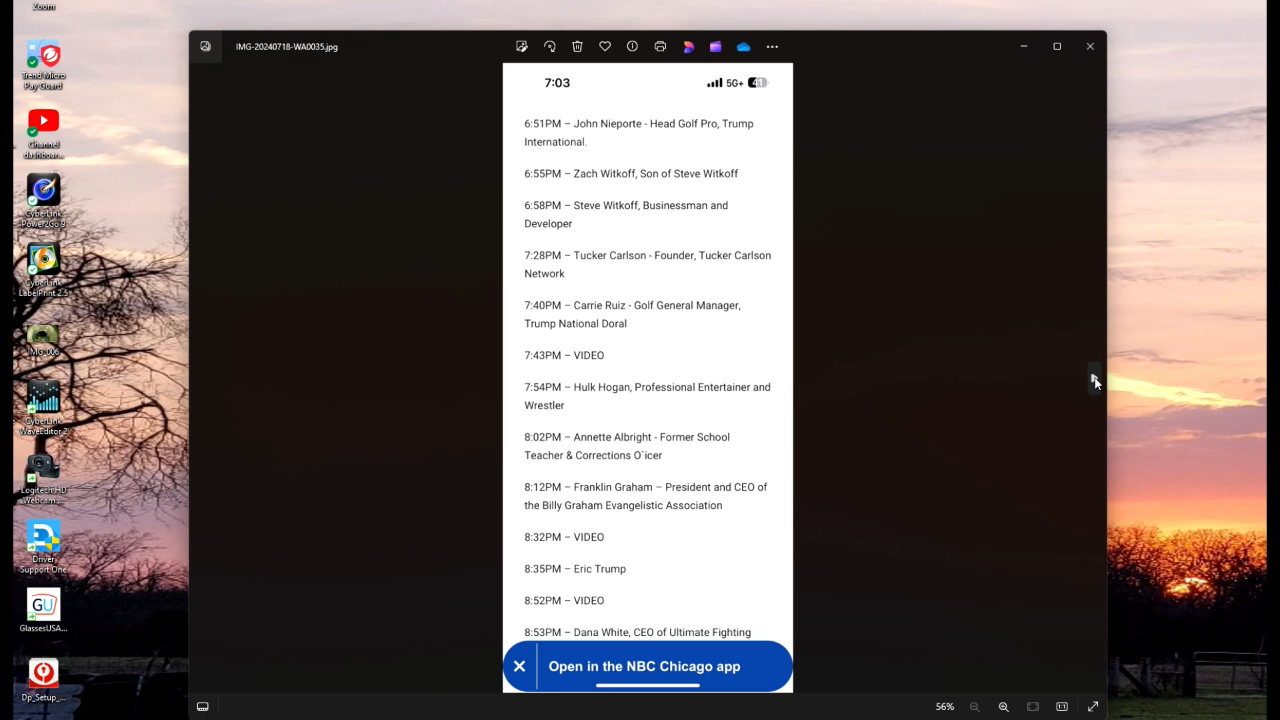 Zoom
Trend Micro
Pay Guard
Channel
dashboar...
CyberLink
Power2Go 9
CyberLink
LabelPrint 2.5
IMG-006
CyberLink
WaveEditor 2
Logitech HD
Webcam...
Driver
Support One
GU
GlassesUSA...
Dp_Setup_...
IMG-20240718-WA0035.jpg
7:03
5G+ 41
6:51PM – John Nieporte - Head Golf Pro, Trump
International.
6:55PM – Zach Witkoff, Son of Steve Witkoff
6:58PM – Steve Witkoff, Businessman and
Developer
7:28PM – Tucker Carlson - Founder, Tucker Carlson
Network
7:40PM – Carrie Ruiz - Golf General Manager,
Trump National Doral
7:43PM – VIDEO
7:54PM – Hulk Hogan, Professional Entertainer and
Wrestler
8:02PM – Annette Albright - Former School
Teacher & Corrections O`icer
8:12PM – Franklin Graham – President and CEO of
the Billy Graham Evangelistic Association
8:32PM – VIDEO
8:35PM – Eric Trump
8:52PM – VIDEO
8:53PM – Dana White, CEO of Ultimate Fighting
Open in the NBC Chicago app
56%